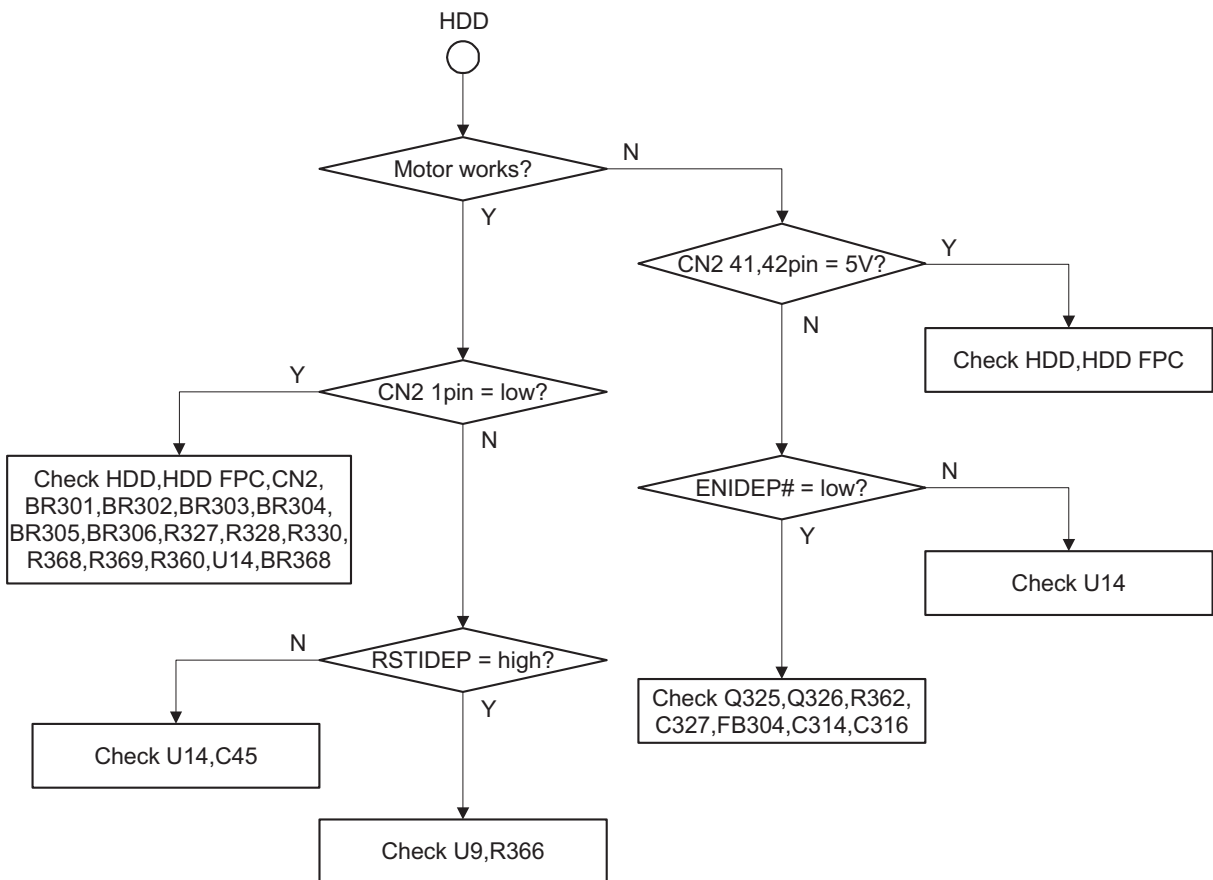 HDD
Motor works?
N
Y
CN2 41,42pin = 5V?
Y
N
Check HDD,HDD FPC
CN2 1pin = low?
Y
N
Check HDD,HDD FPC,CN2,
BR301,BR302,BR303,BR304,
BR305,BR306,R327,R328,R330,
R368,R369,R360,U14,BR368
ENIDEP# = low?
N
Y
Check U14
RSTIDEP = high?
N
Y
Check Q325,Q326,R362,
C327,FB304,C314,C316
Check U14,C45
Check U9,R366